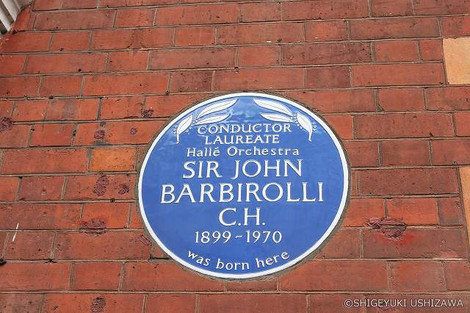 CONDUCTOR
LAUREATE
Hallé Orchestra
SIR JOHN
BARBIROLLI
C.H.
1899-1970
was born here
©SHIGEYUKI USHIZAWA